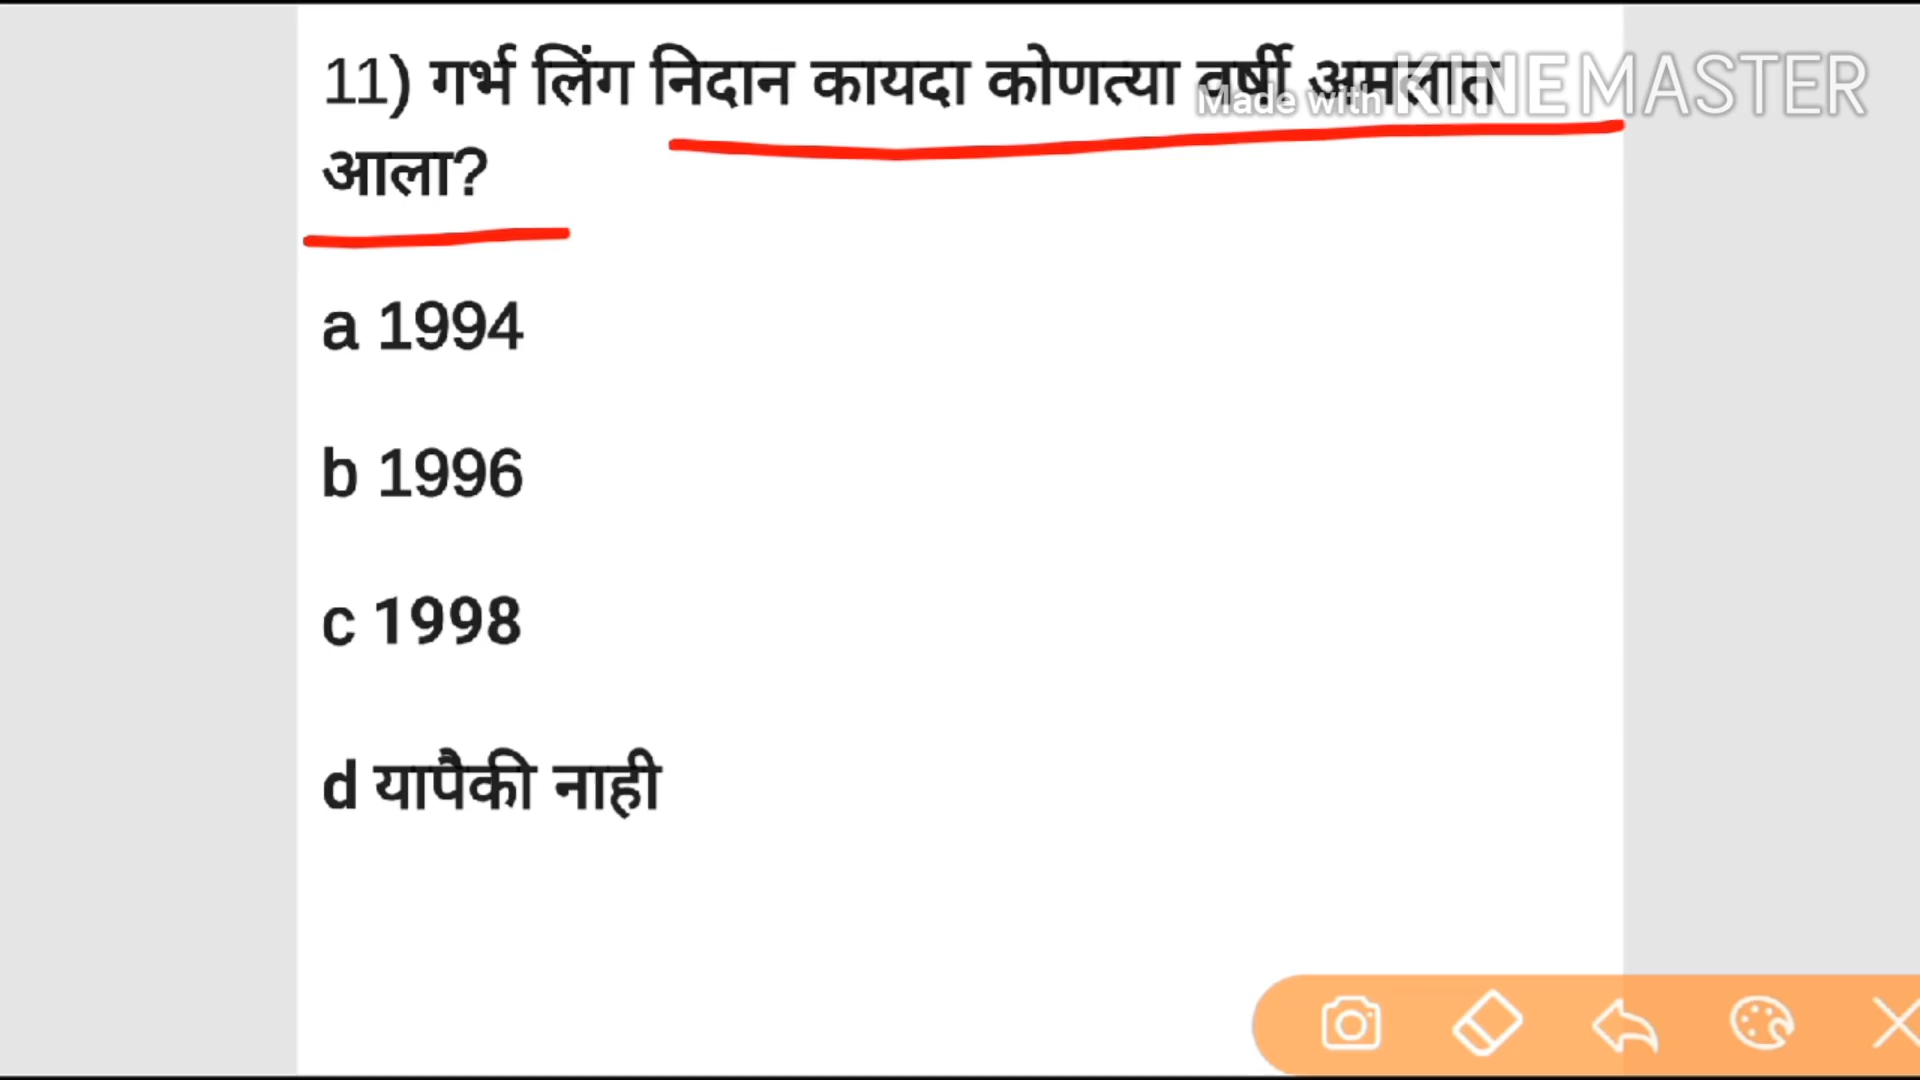 11) गर्भ लिंग निदान कायदा कोणत्या वर्षी अमलात
Made with KINEMASTER
आला?
a 1994
b 1996
c 1998
d यापैकी नाही